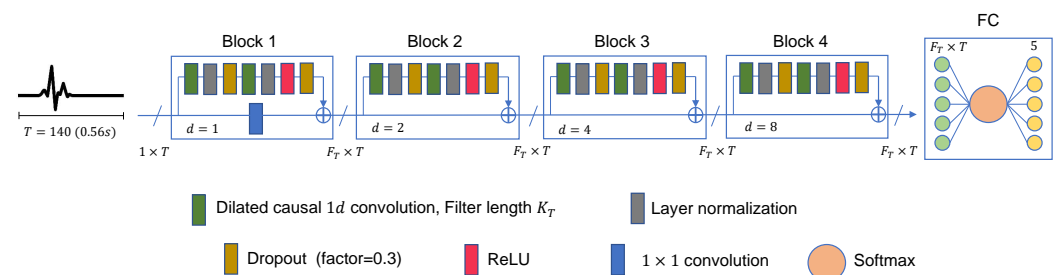 FC
Block 1
Block 2
Block 3
Block 4
F_T × T
5
d = 1
d = 2
d = 4
d = 8
T = 140 (0.56s)
1 × T
F_T × T
F_T × T
F_T × T
F_T × T
Dilated causal 1d convolution, Filter length K_T
Layer normalization
Dropout (factor=0.3)
ReLU
1 × 1 convolution
Softmax